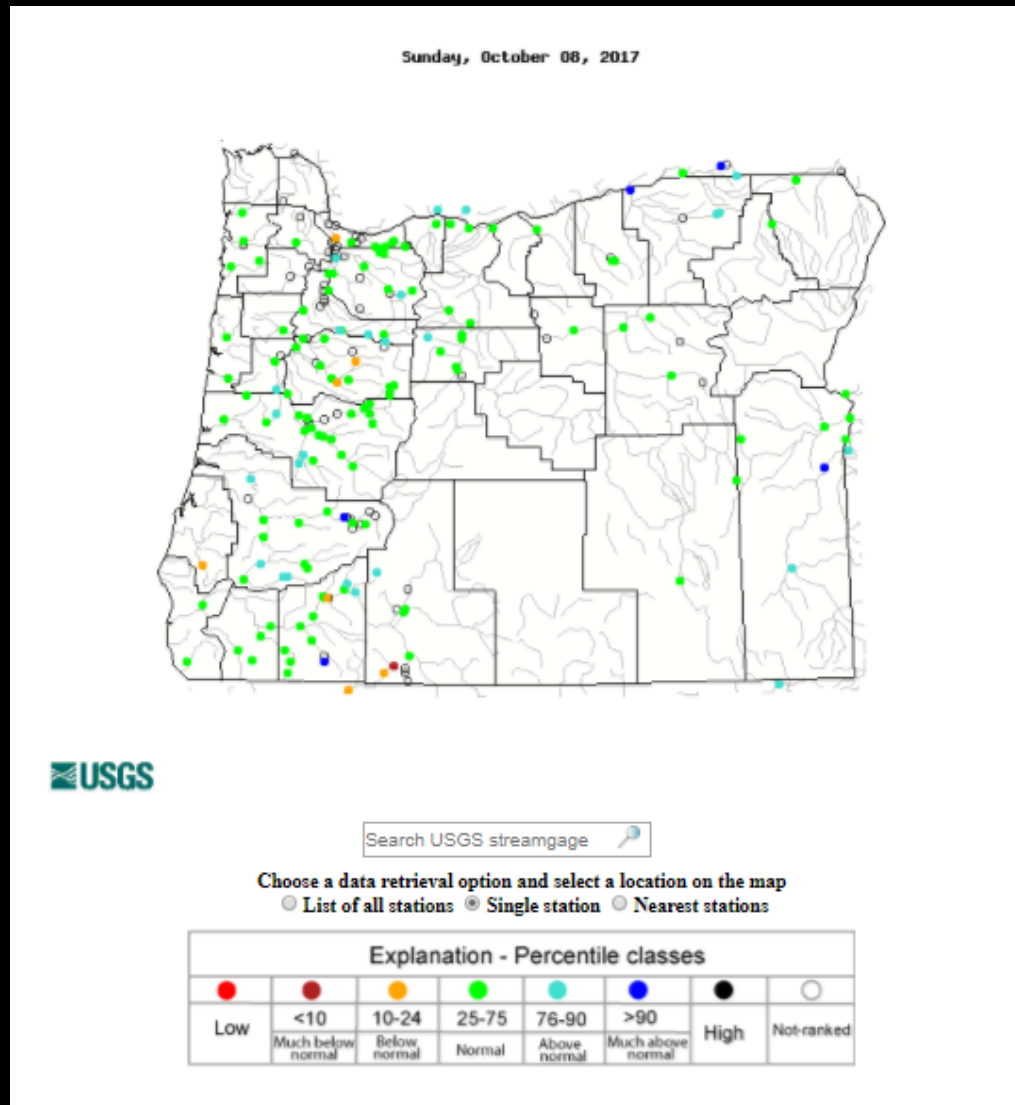 Sunday, October 08, 2017
USGS
Search USGS streamgage
Choose a data retrieval option and select a location on the map
List of all stations Single station Nearest stations
Explanation - Percentile classes
Low <10 10-24 25-75 76-90 >90 High Not-ranked
Much below normal Below normal Normal Above normal Much above normal